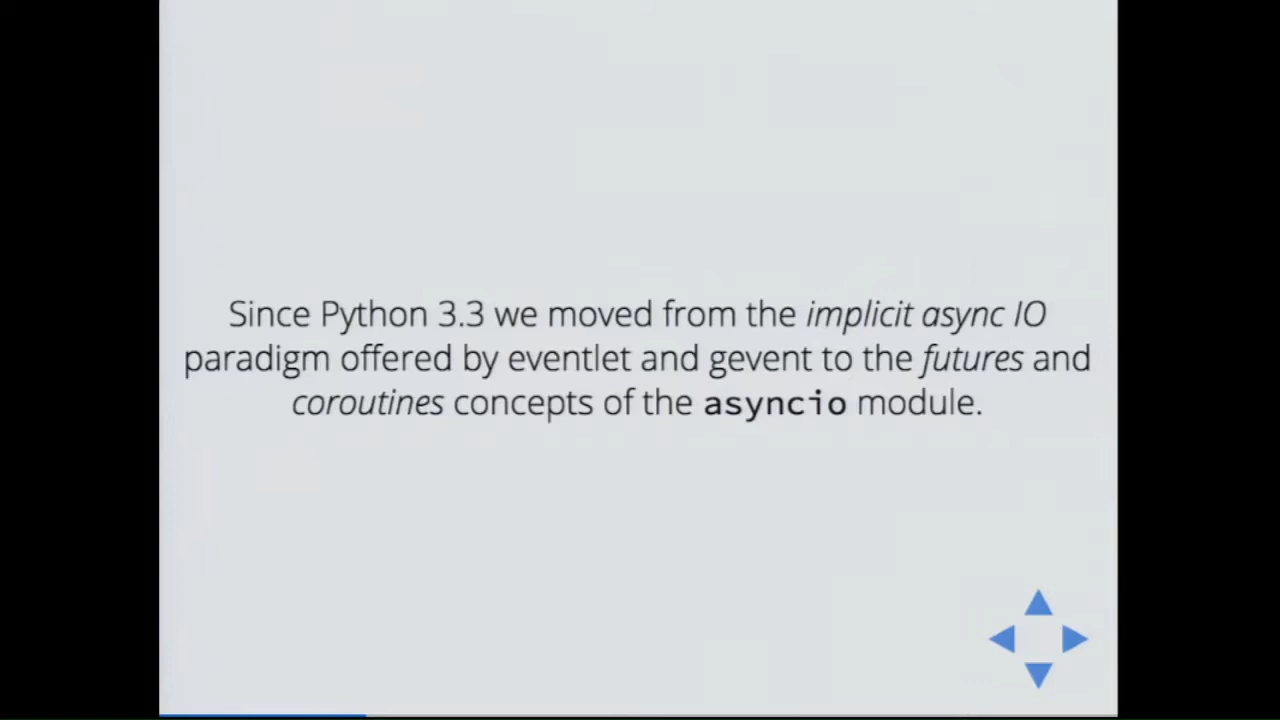 Since Python 3.3 we moved from the implicit async IO
paradigm offered by eventlet and gevent to the futures and
coroutines concepts of the asyncio module.